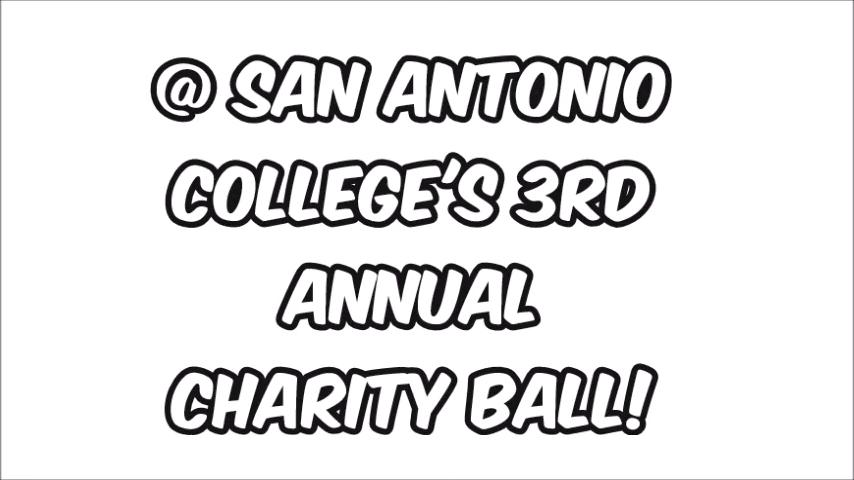 @ SAN ANTONIO
COLLEGE'S 3RD
ANNUAL
CHARITY BALL!